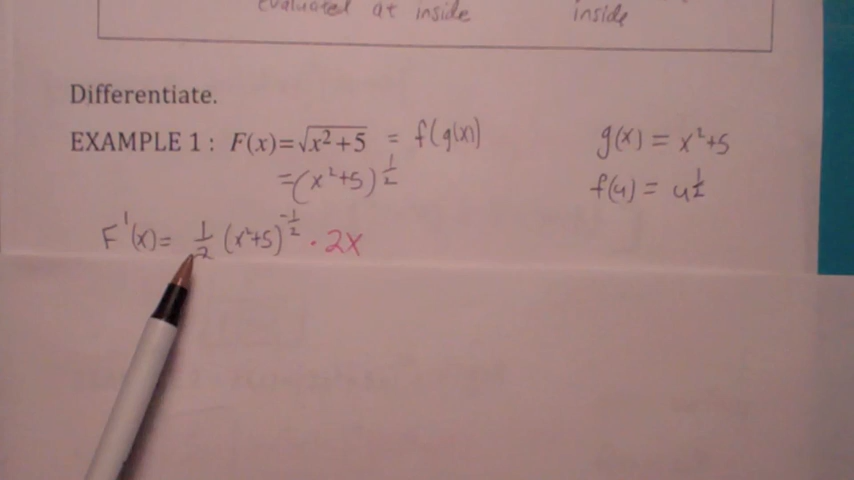 evaluated at inside inside
Differentiate.
EXAMPLE 1 : F(x)=√x²+5 = f(g(x)) g(x) = x²+5
=(x²+5)^½ f(u) = u^½
F'(x)= ½ (x²+5)^-½ · 2x